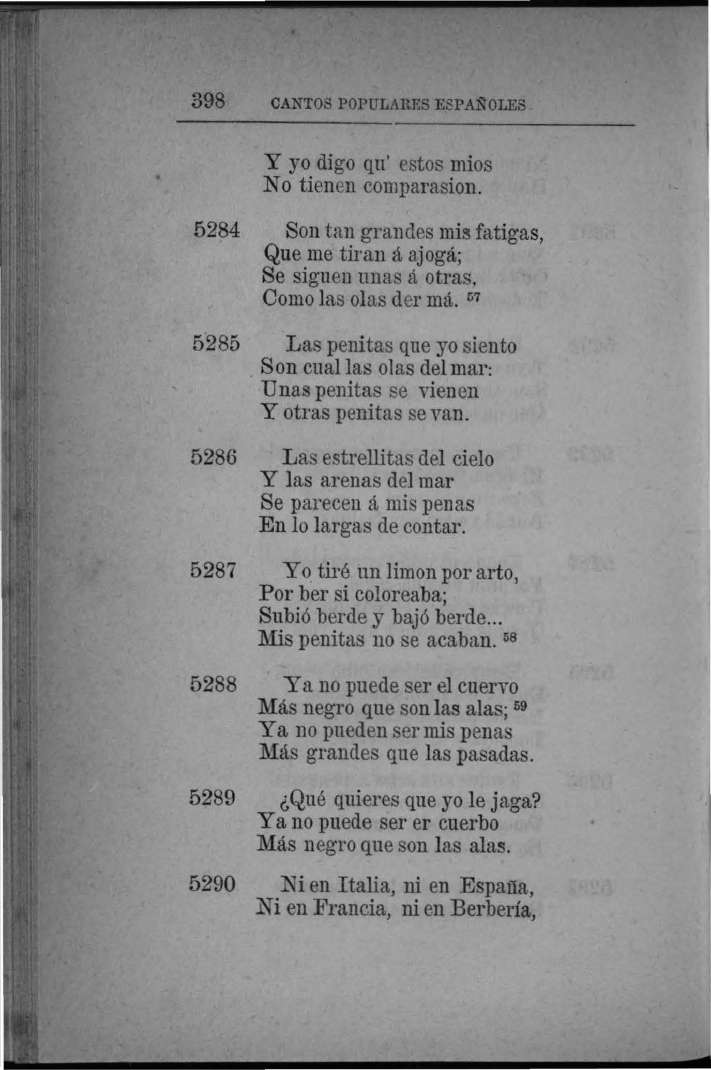 398 CANTOS POPULARES ESPAÑOLES
Y yo digo qu' estos mios
No tienen comparasion.
5284 Son tan grandes mis fatigas,
Que me tiran á ajogá;
Se siguen unas á otras,
Como las olas der má. 57
5285 Las penitas que yo siento
Son cual las olas del mar:
Unas penitas se vienen
Y otras penitas se van.
5286 Las estrellitas del cielo
Y las arenas del mar
Se parecen á mis penas
En lo largas de contar.
5287 Yo tiré un limon por arto,
Por ber si coloreaba;
Subió berde y bajó berde...
Mis penitas no se acaban. 58
5288 Ya no puede ser el cuervo
Más negro que son las alas; 59
Ya no pueden ser mis penas
Más grandes que las pasadas.
5289 ¿Qué quieres que yo le jaga?
Ya no puede ser er cuerbo
Más negro que son las alas.
5290 Ni en Italia, ni en España,
Ni en Francia, ni en Berbería,